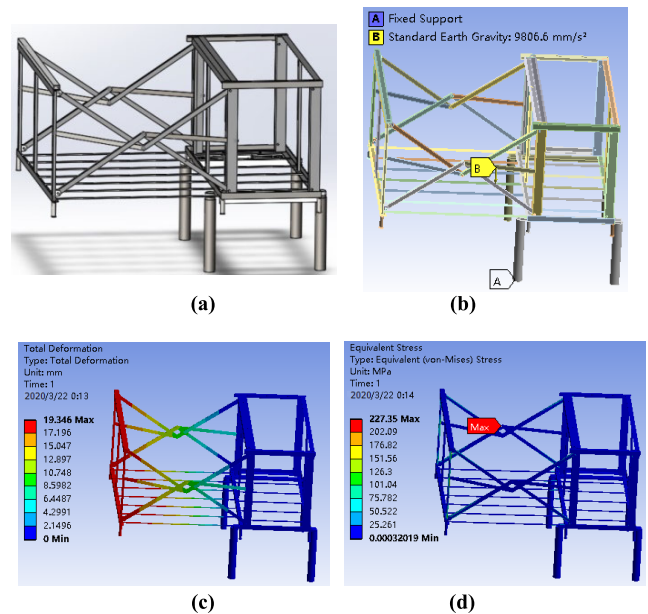 A Fixed Support
B Standard Earth Gravity: 9806.6 mm/s²
B
A
(a)
(b)
Total Deformation
Type: Total Deformation
Unit: mm
Time: 1
2020/3/22 0:13
19.346 Max
17.196
15.047
12.897
10.748
8.5982
6.4487
4.2991
2.1496
0 Min
Equivalent Stress
Type: Equivalent (von-Mises) Stress
Unit: MPa
Time: 1
2020/3/22 0:14
227.35 Max
202.09
176.82
151.56
126.3
101.04
75.782
50.522
25.261
0.00032019 Min
Max
(c)
(d)